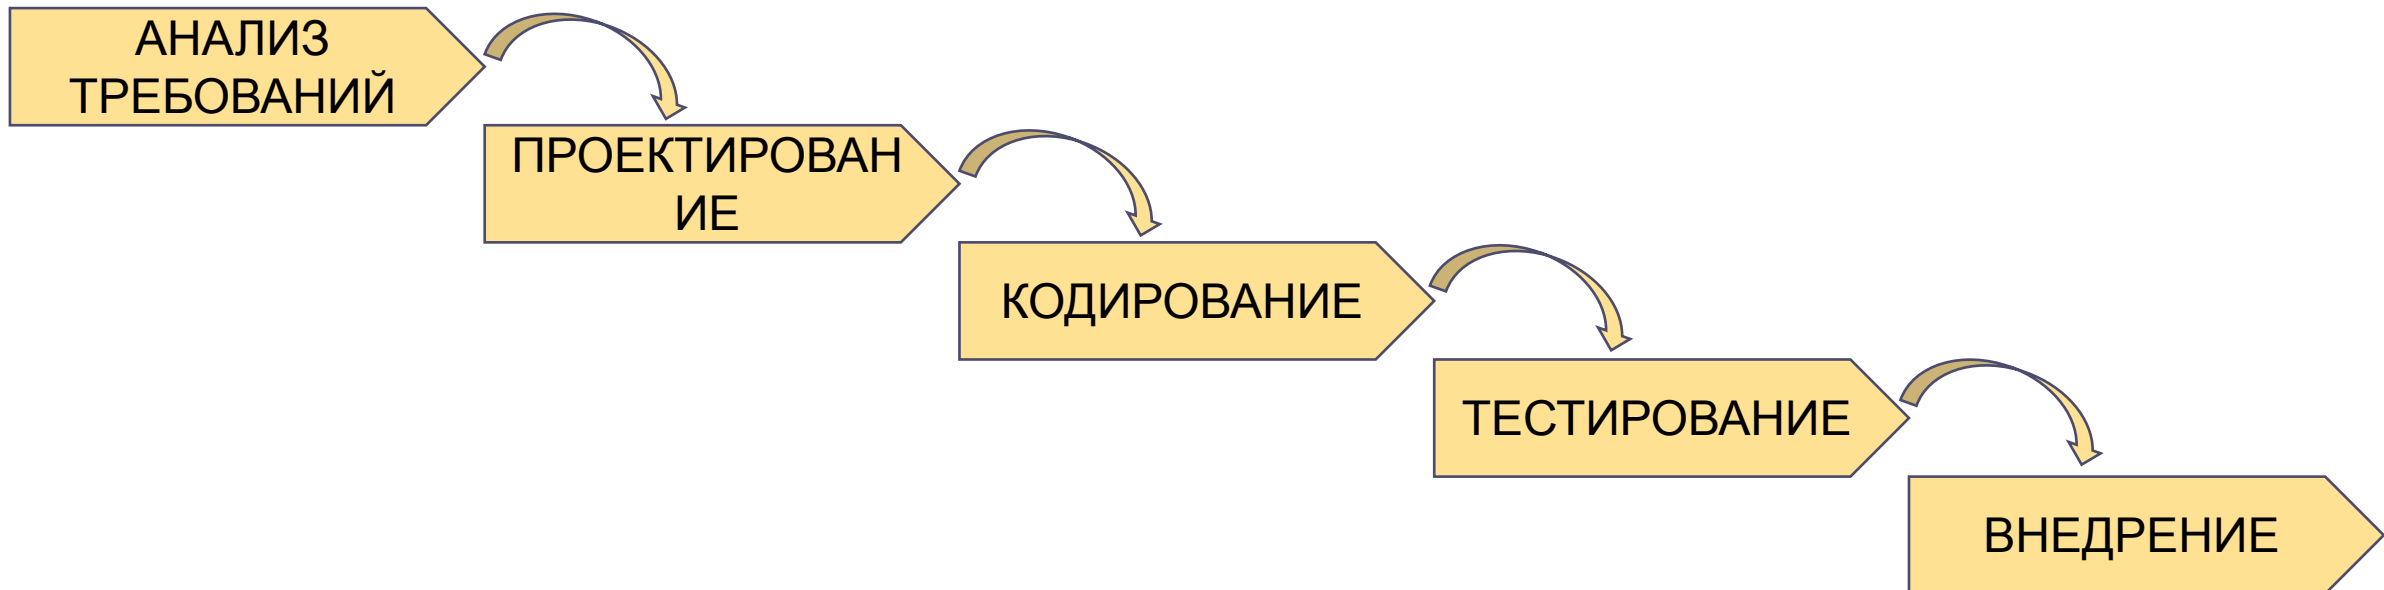 АНАЛИЗ
ТРЕБОВАНИЙ
ПРОЕКТИРОВАН
ИЕ
КОДИРОВАНИЕ
ТЕСТИРОВАНИЕ
ВНЕДРЕНИЕ